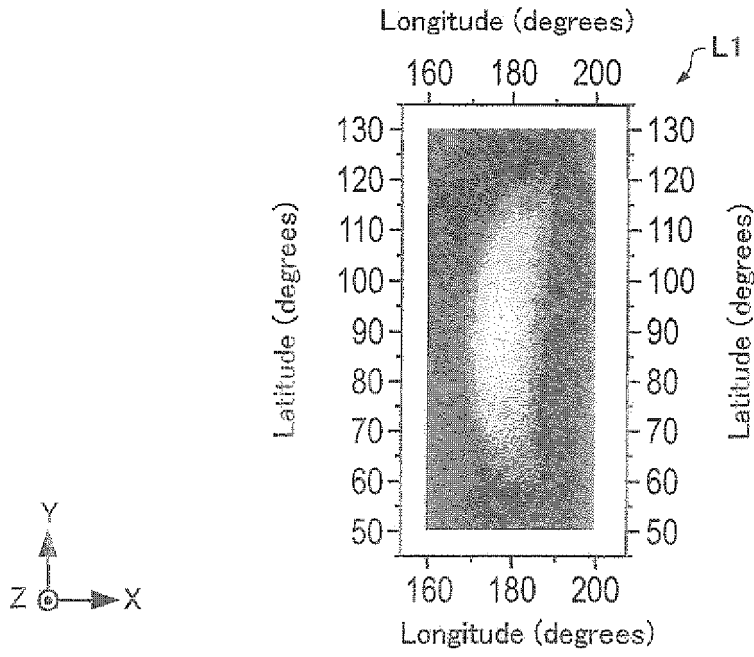 Longitude (degrees)
L1
160 180 200
130 130
120 120
110 110
100 100
90 90
80 80
70 70
60 60
50 50
Latitude (degrees)
Latitude (degrees)
160 180 200
Longitude (degrees)
Y
Z X